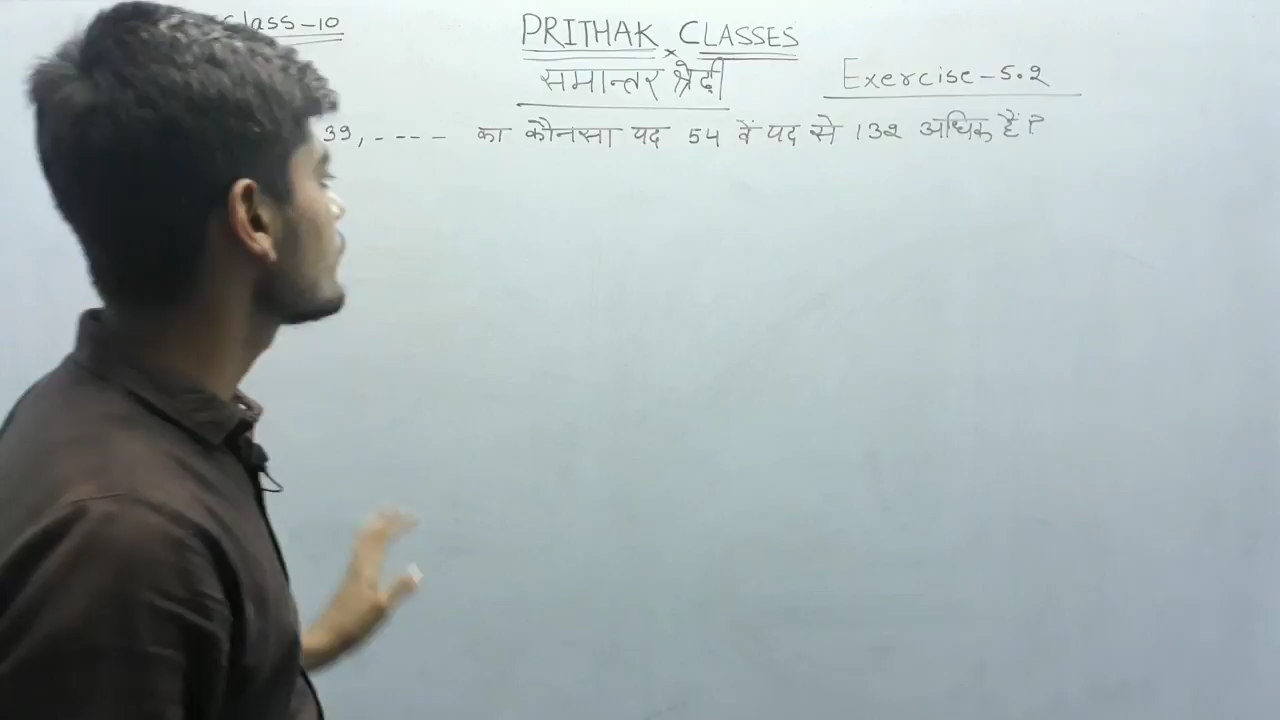 Class-10
PRITHAK CLASSES
समान्तर श्रेढ़ी
Exercise-5.2
39, - - - - का कौनसा पद 54 वें पद से 132 अधिक है?